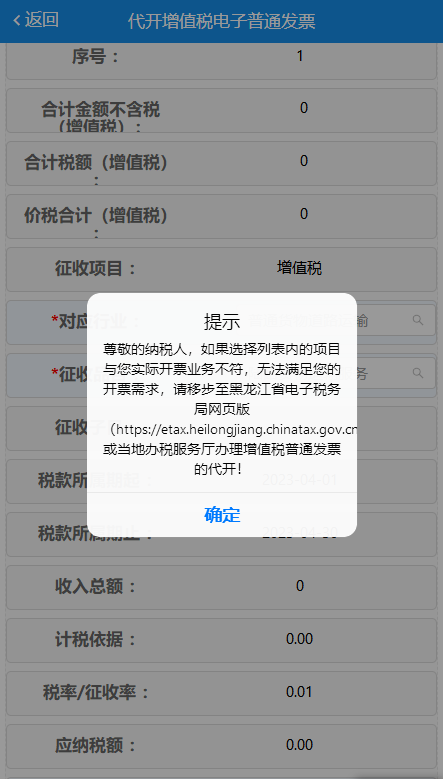 返回
代开增值税电子普通发票
序号：
1
合计金额不含税
（增值税）：
0
合计税额（增值税）
：
0
价税合计（增值税）
：
0
征收项目：
增值税
*对应行业：
输
*征收
务
征收
提示
尊敬的纳税人，如果选择列表内的项目
与您实际开票业务不符，无法满足您的
开票需求，请移步至黑龙江省电子税务
局网页版
（https://etax.heilongjiang.chinatax.gov.cn
或当地办税服务厅办理增值税普通发票
的代开！
确定
税款所属期起
2023-04-01
税款所属期止：
2023-04-30
收入总额：
0
计税依据：
0.00
税率/征收率：
0.01
应纳税额：
0.00